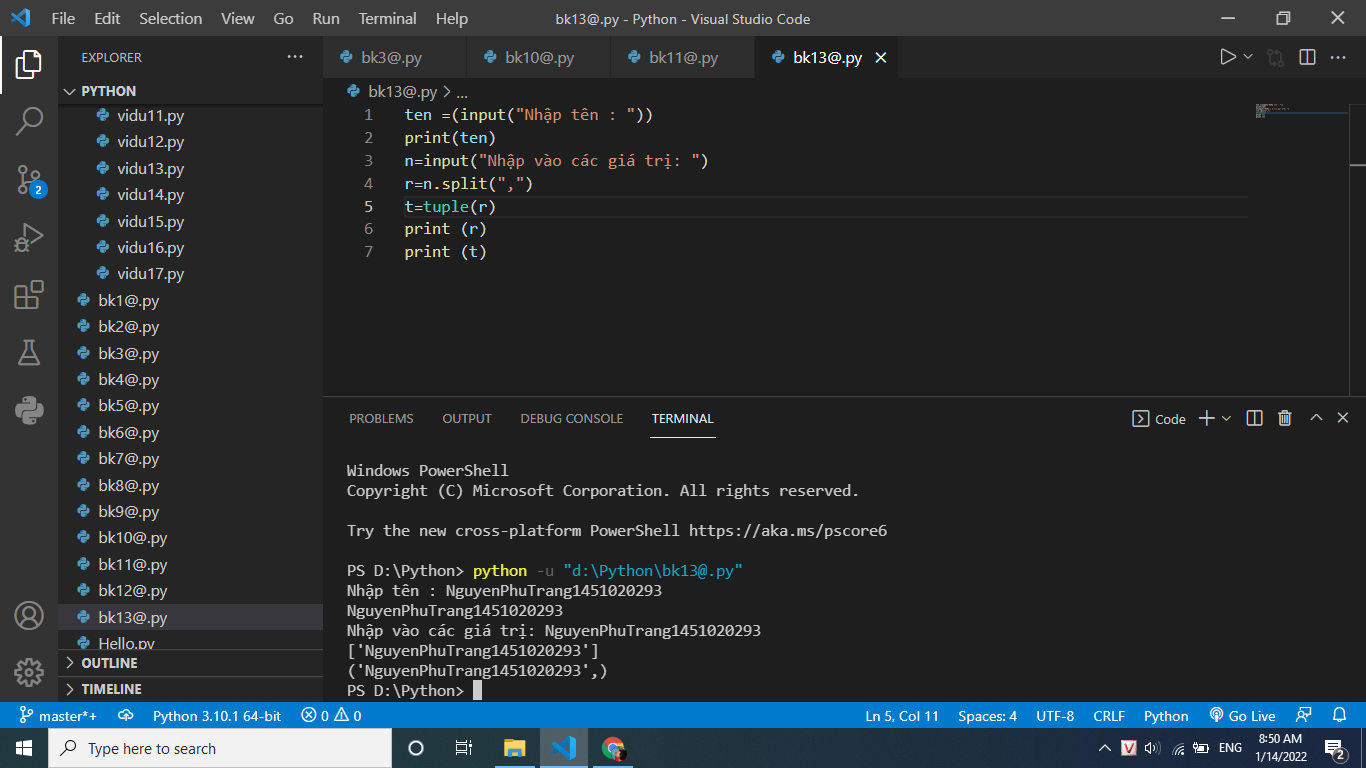 File Edit Selection View Go Run Terminal Help bk13@.py - Python - Visual Studio Code
EXPLORER
bk3@.py bk10@.py bk11@.py bk13@.py
PYTHON
bk13@.py > ...
vidu11.py
vidu12.py
vidu13.py
vidu14.py
vidu15.py
vidu16.py
vidu17.py
bk1@.py
bk2@.py
bk3@.py
bk4@.py
bk5@.py
bk6@.py
bk7@.py
bk8@.py
bk9@.py
bk10@.py
bk11@.py
bk12@.py
bk13@.py
Hello.py
OUTLINE
TIMELINE
2
1 ten =(input("Nhập tên : "))
2 print(ten)
3 n=input("Nhập vào các giá trị: ")
4 r=n.split(",")
5 t=tuple(r)
6 print (r)
7 print (t)
PROBLEMS OUTPUT DEBUG CONSOLE TERMINAL Code
Windows PowerShell
Copyright (C) Microsoft Corporation. All rights reserved.
Try the new cross-platform PowerShell https://aka.ms/pscore6
PS D:\Python> python -u "d:\Python\bk13@.py"
Nhập tên : NguyenPhuTrang1451020293
NguyenPhuTrang1451020293
Nhập vào các giá trị: NguyenPhuTrang1451020293
['NguyenPhuTrang1451020293']
('NguyenPhuTrang1451020293',)
PS D:\Python>
master*+ Python 3.10.1 64-bit 0 0 Ln 5, Col 11 Spaces: 4 UTF-8 CRLF Python Go Live
Type here to search
V ENG 8:50 AM
1/14/2022 2